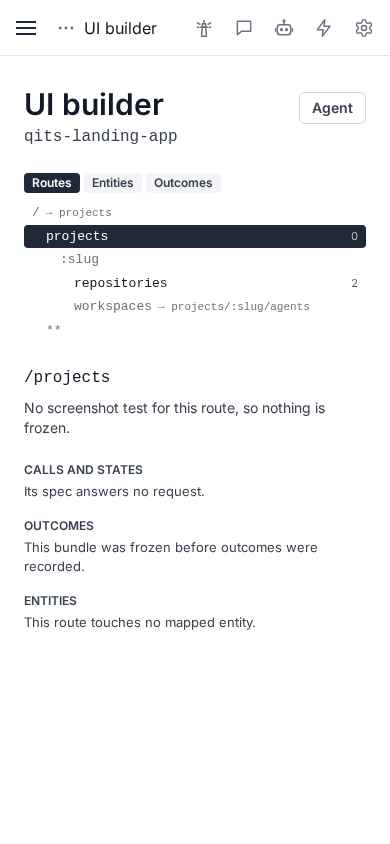 UI builder
UI builder
Agent
qits-landing-app
Routes Entities Outcomes
/ → projects
projects 0
:slug
repositories 2
workspaces → projects/:slug/agents
**
/projects
No screenshot test for this route, so nothing is
frozen.
CALLS AND STATES
Its spec answers no request.
OUTCOMES
This bundle was frozen before outcomes were
recorded.
ENTITIES
This route touches no mapped entity.